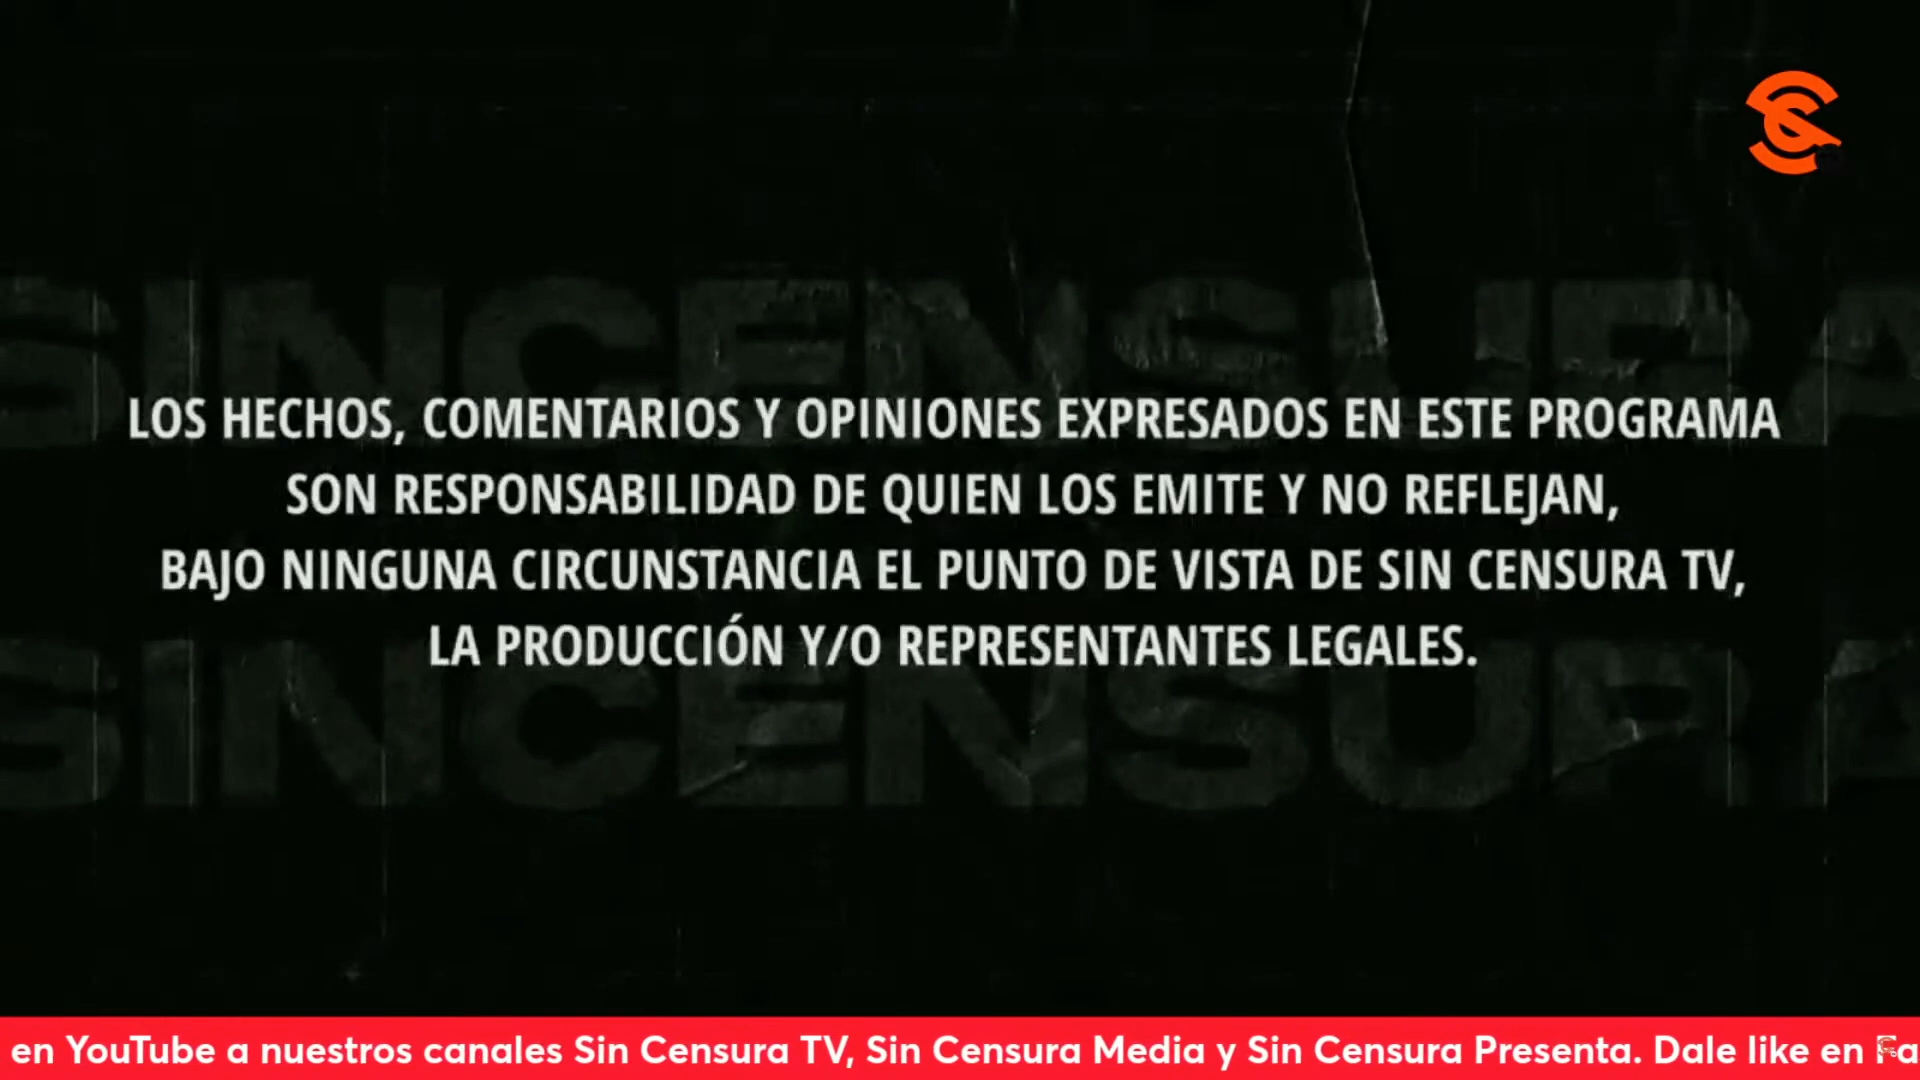 SINCENSURA
LOS HECHOS, COMENTARIOS Y OPINIONES EXPRESADOS EN ESTE PROGRAMA
SON RESPONSABILIDAD DE QUIEN LOS EMITE Y NO REFLEJAN,
BAJO NINGUNA CIRCUNSTANCIA EL PUNTO DE VISTA DE SIN CENSURA TV,
LA PRODUCCIÓN Y/O REPRESENTANTES LEGALES.
SINCENSURA
en YouTube a nuestros canales Sin Censura TV, Sin Censura Media y Sin Censura Presenta. Dale like en